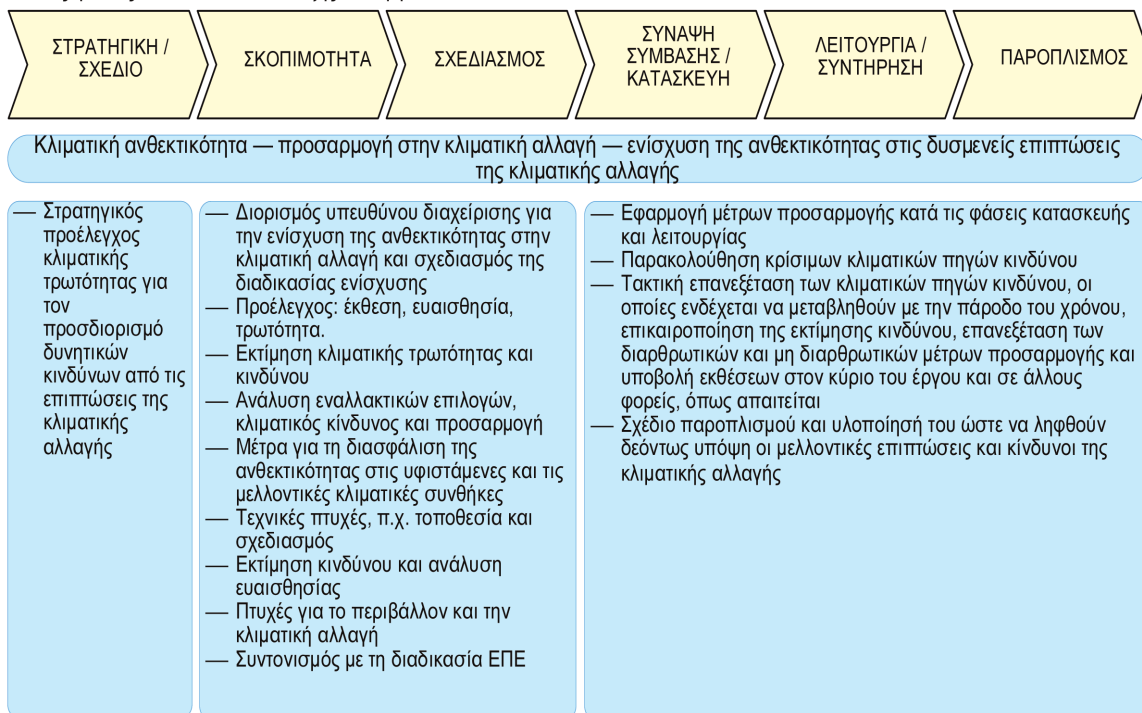 ΣΤΡΑΤΗΓΙΚΗ /
ΣΧΕΔΙΟ
ΣΚΟΠΙΜΟΤΗΤΑ
ΣΧΕΔΙΑΣΜΟΣ
ΣΥΝΑΨΗ
ΣΥΜΒΑΣΗΣ /
ΚΑΤΑΣΚΕΥΗ
ΛΕΙΤΟΥΡΓΙΑ /
ΣΥΝΤΗΡΗΣΗ
ΠΑΡΟΠΛΙΣΜΟΣ
Κλιματική ανθεκτικότητα — προσαρμογή στην κλιματική αλλαγή — ενίσχυση της ανθεκτικότητας στις δυσμενείς επιπτώσεις
της κλιματικής αλλαγής
— Στρατηγικός
προέλεγχος
κλιματικής
τρωτότητας για
τον
προσδιορισμό
δυνητικών
κινδύνων από τις
επιπτώσεις της
κλιματικής
αλλαγής
— Διορισμός υπευθύνου διαχείρισης για
την ενίσχυση της ανθεκτικότητας στην
κλιματική αλλαγή και σχεδιασμός της
διαδικασίας ενίσχυσης
— Προέλεγχος: έκθεση, ευαισθησία,
τρωτότητα.
— Εκτίμηση κλιματικής τρωτότητας και
κινδύνου
— Ανάλυση εναλλακτικών επιλογών,
κλιματικός κίνδυνος και προσαρμογή
— Μέτρα για τη διασφάλιση της
ανθεκτικότητας στις υφιστάμενες και τις
μελλοντικές κλιματικές συνθήκες
— Τεχνικές πτυχές, π.χ. τοποθεσία και
σχεδιασμός
— Εκτίμηση κινδύνου και ανάλυση
ευαισθησίας
— Πτυχές για το περιβάλλον και την
κλιματική αλλαγή
— Συντονισμός με τη διαδικασία ΕΠΕ
— Εφαρμογή μέτρων προσαρμογής κατά τις φάσεις κατασκευής
και λειτουργίας
— Παρακολούθηση κρίσιμων κλιματικών πηγών κινδύνου
— Τακτική επανεξέταση των κλιματικών πηγών κινδύνου, οι
οποίες ενδέχεται να μεταβληθούν με την πάροδο του χρόνου,
επικαιροποίηση της εκτίμησης κινδύνου, επανεξέταση των
διαρθρωτικών και μη διαρθρωτικών μέτρων προσαρμογής και
υποβολή εκθέσεων στον κύριο του έργου και σε άλλους
φορείς, όπως απαιτείται
— Σχέδιο παροπλισμού και υλοποίησή του ώστε να ληφθούν
δεόντως υπόψη οι μελλοντικές επιπτώσεις και κίνδυνοι της
κλιματικής αλλαγής